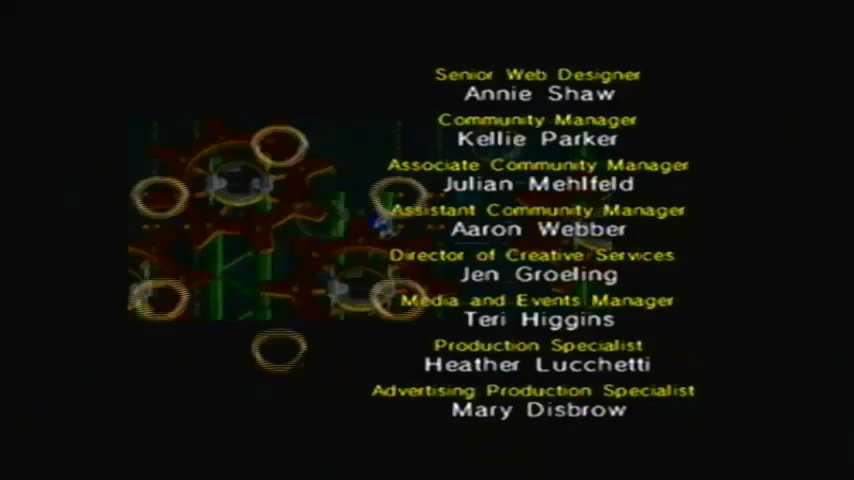 Senior Web Designer
Annie Shaw
Community Manager
Kellie Parker
Associate Community Manager
Julian Mehlfeld
Assistant Community Manager
Aaron Webber
Director of Creative Services
Jen Groeling
Media and Events Manager
Teri Higgins
Production Specialist
Heather Lucchetti
Advertising Production Specialist
Mary Disbrow